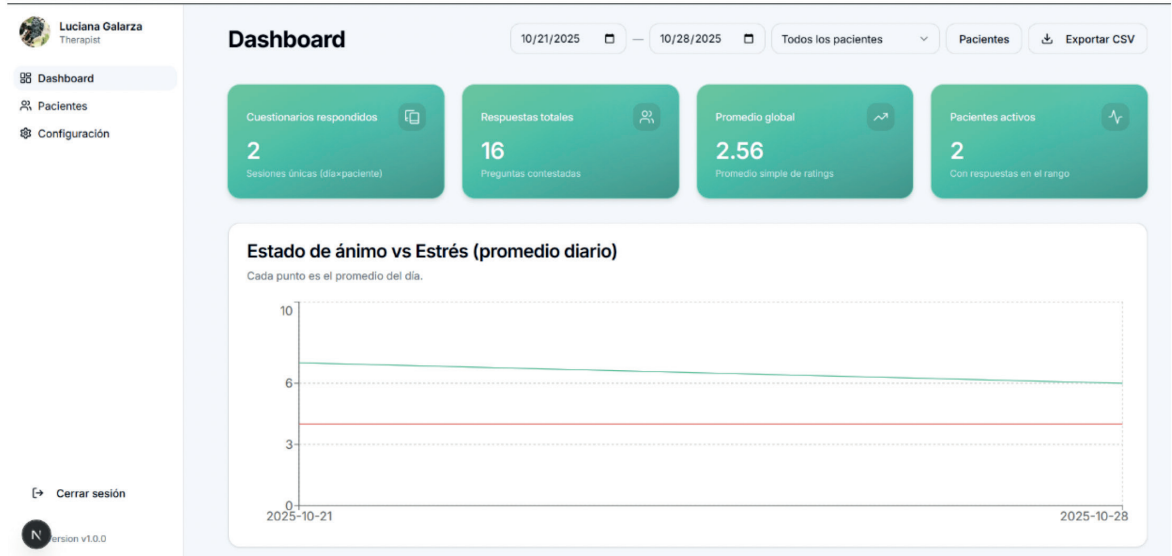 Luciana Galarza
Therapist
Dashboard
Pacientes
Configuración
Cerrar sesión
N
ersion v1.0.0
Dashboard
10/21/2025 — 10/28/2025 Todos los pacientes Pacientes Exportar CSV
Cuestionarios respondidos
2
Sesiones únicas (día×paciente)
Respuestas totales
16
Preguntas contestadas
Promedio global
2.56
Promedio simple de ratings
Pacientes activos
2
Con respuestas en el rango
Estado de ánimo vs Estrés (promedio diario)
Cada punto es el promedio del día.
10
6
3
0
2025-10-21 2025-10-28